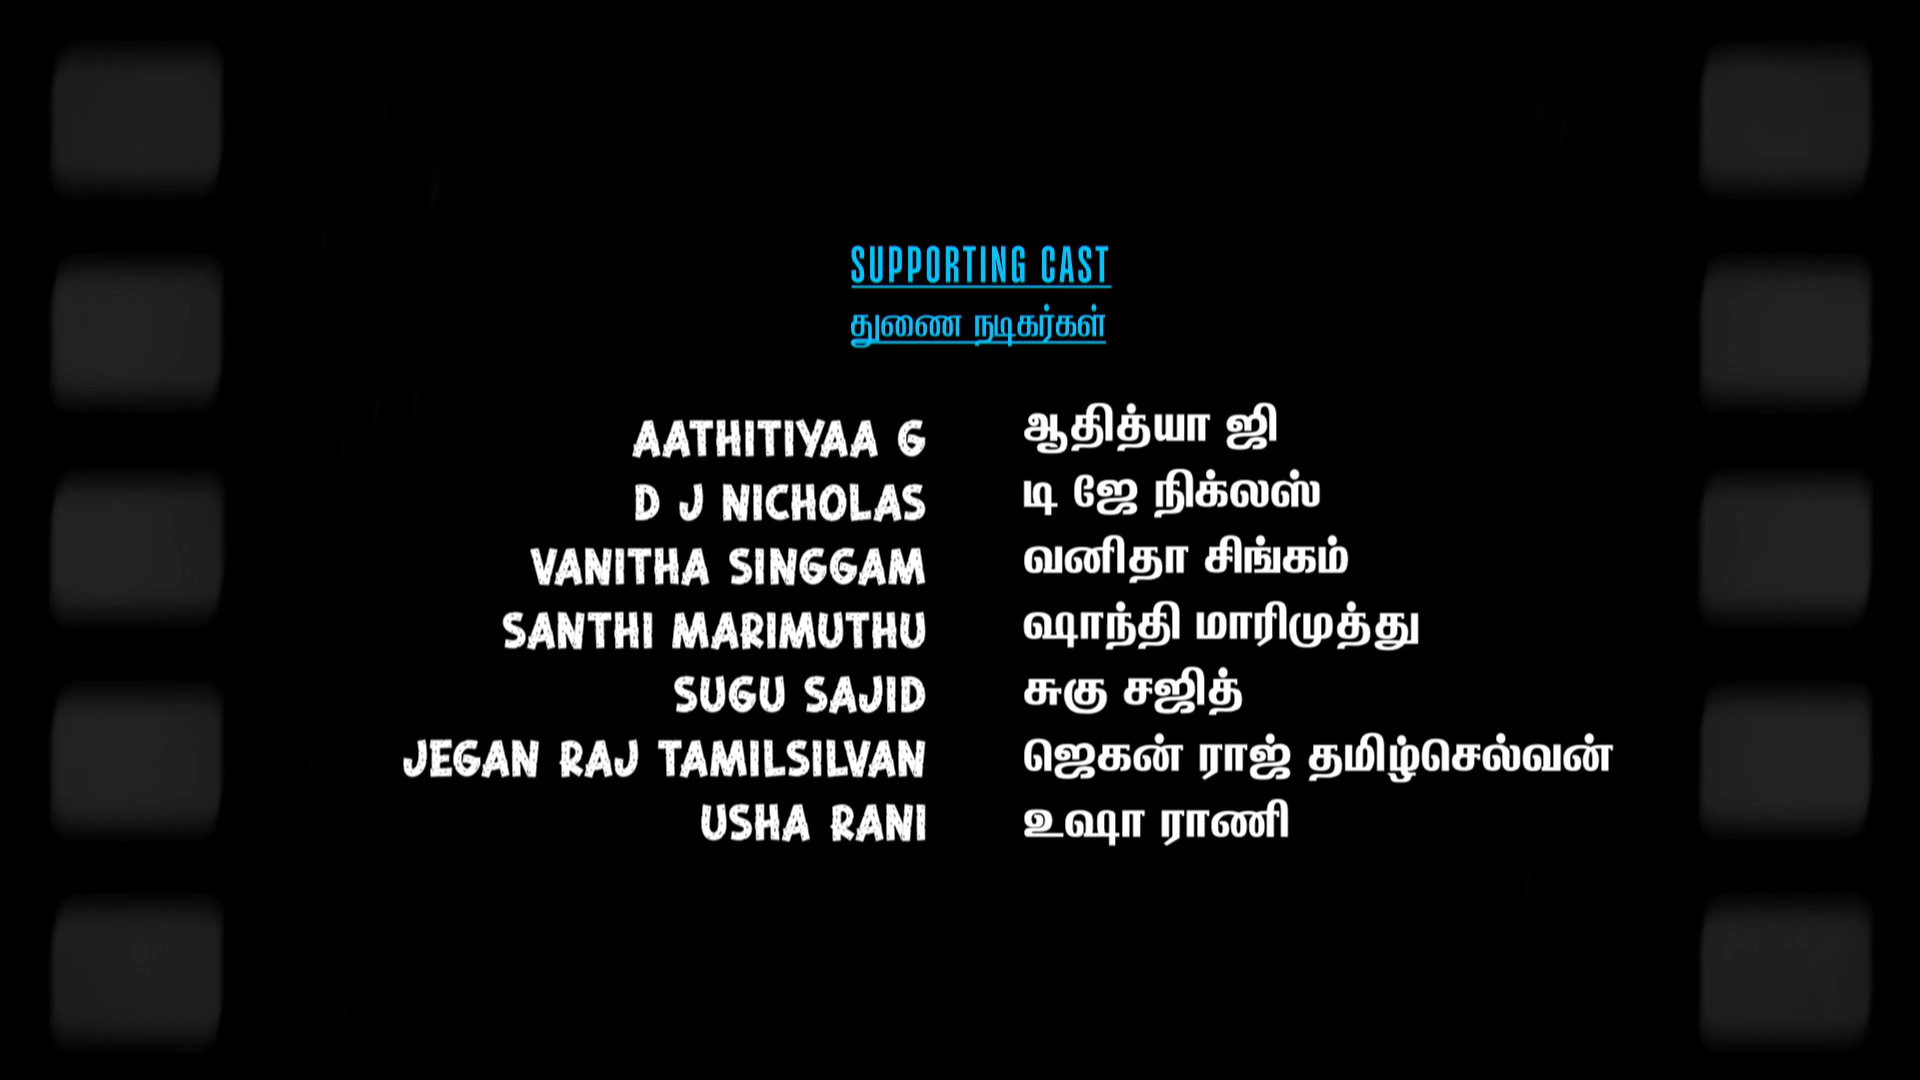 SUPPORTING CAST
துணை நடிகர்கள்
AATHITIYAA G ஆதித்யா ஜி
D J NICHOLAS டி ஜே நிக்லஸ்
VANITHA SINGGAM வனிதா சிங்கம்
SANTHI MARIMUTHU ஷாந்தி மாரிமுத்து
SUGU SAJID சுகு சஜித்
JEGAN RAJ TAMILSILVAN ஜெகன் ராஜ் தமிழ்செல்வன்
USHA RANI உஷா ராணி